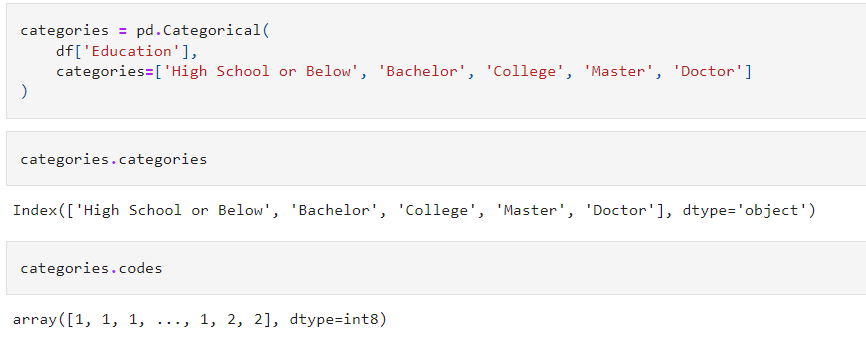 categories = pd.Categorical(
    df['Education'],
    categories=['High School or Below', 'Bachelor', 'College', 'Master', 'Doctor']
)
categories.categories
Index(['High School or Below', 'Bachelor', 'College', 'Master', 'Doctor'], dtype='object')
categories.codes
array([1, 1, 1, ..., 1, 2, 2], dtype=int8)